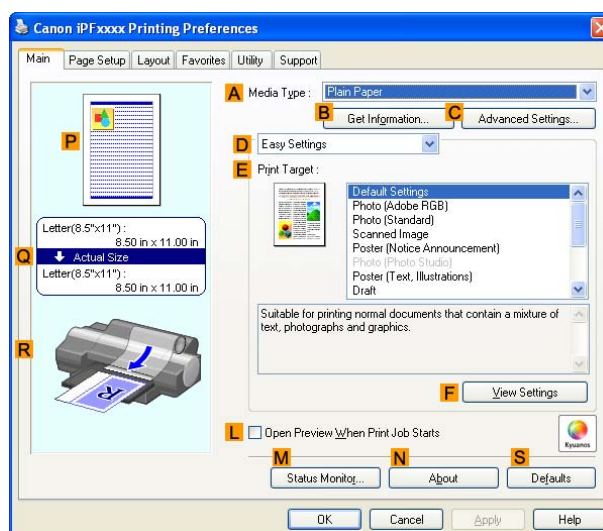 Canon iPFxxxx Printing Preferences
Main Page Setup Layout Favorites Utility Support
A Media Type : Plain Paper
B Get Information... C Advanced Settings...
D Easy Settings
E Print Target :
Default Settings
Photo (Adobe RGB)
Photo (Standard)
Scanned Image
Poster (Notice Announcement)
Photo (Photo Studio)
Poster (Text, Illustrations)
Draft
Suitable for printing normal documents that contain a mixture of
text, photographs and graphics.
F View Settings
P
Q
Letter(8.5"x11") :
8.50 in x 11.00 in
Actual Size
Letter(8.5"x11") :
8.50 in x 11.00 in
R
R
L Open Preview When Print Job Starts
Kyuanos
M Status Monitor... N About S Defaults
OK Cancel Apply Help